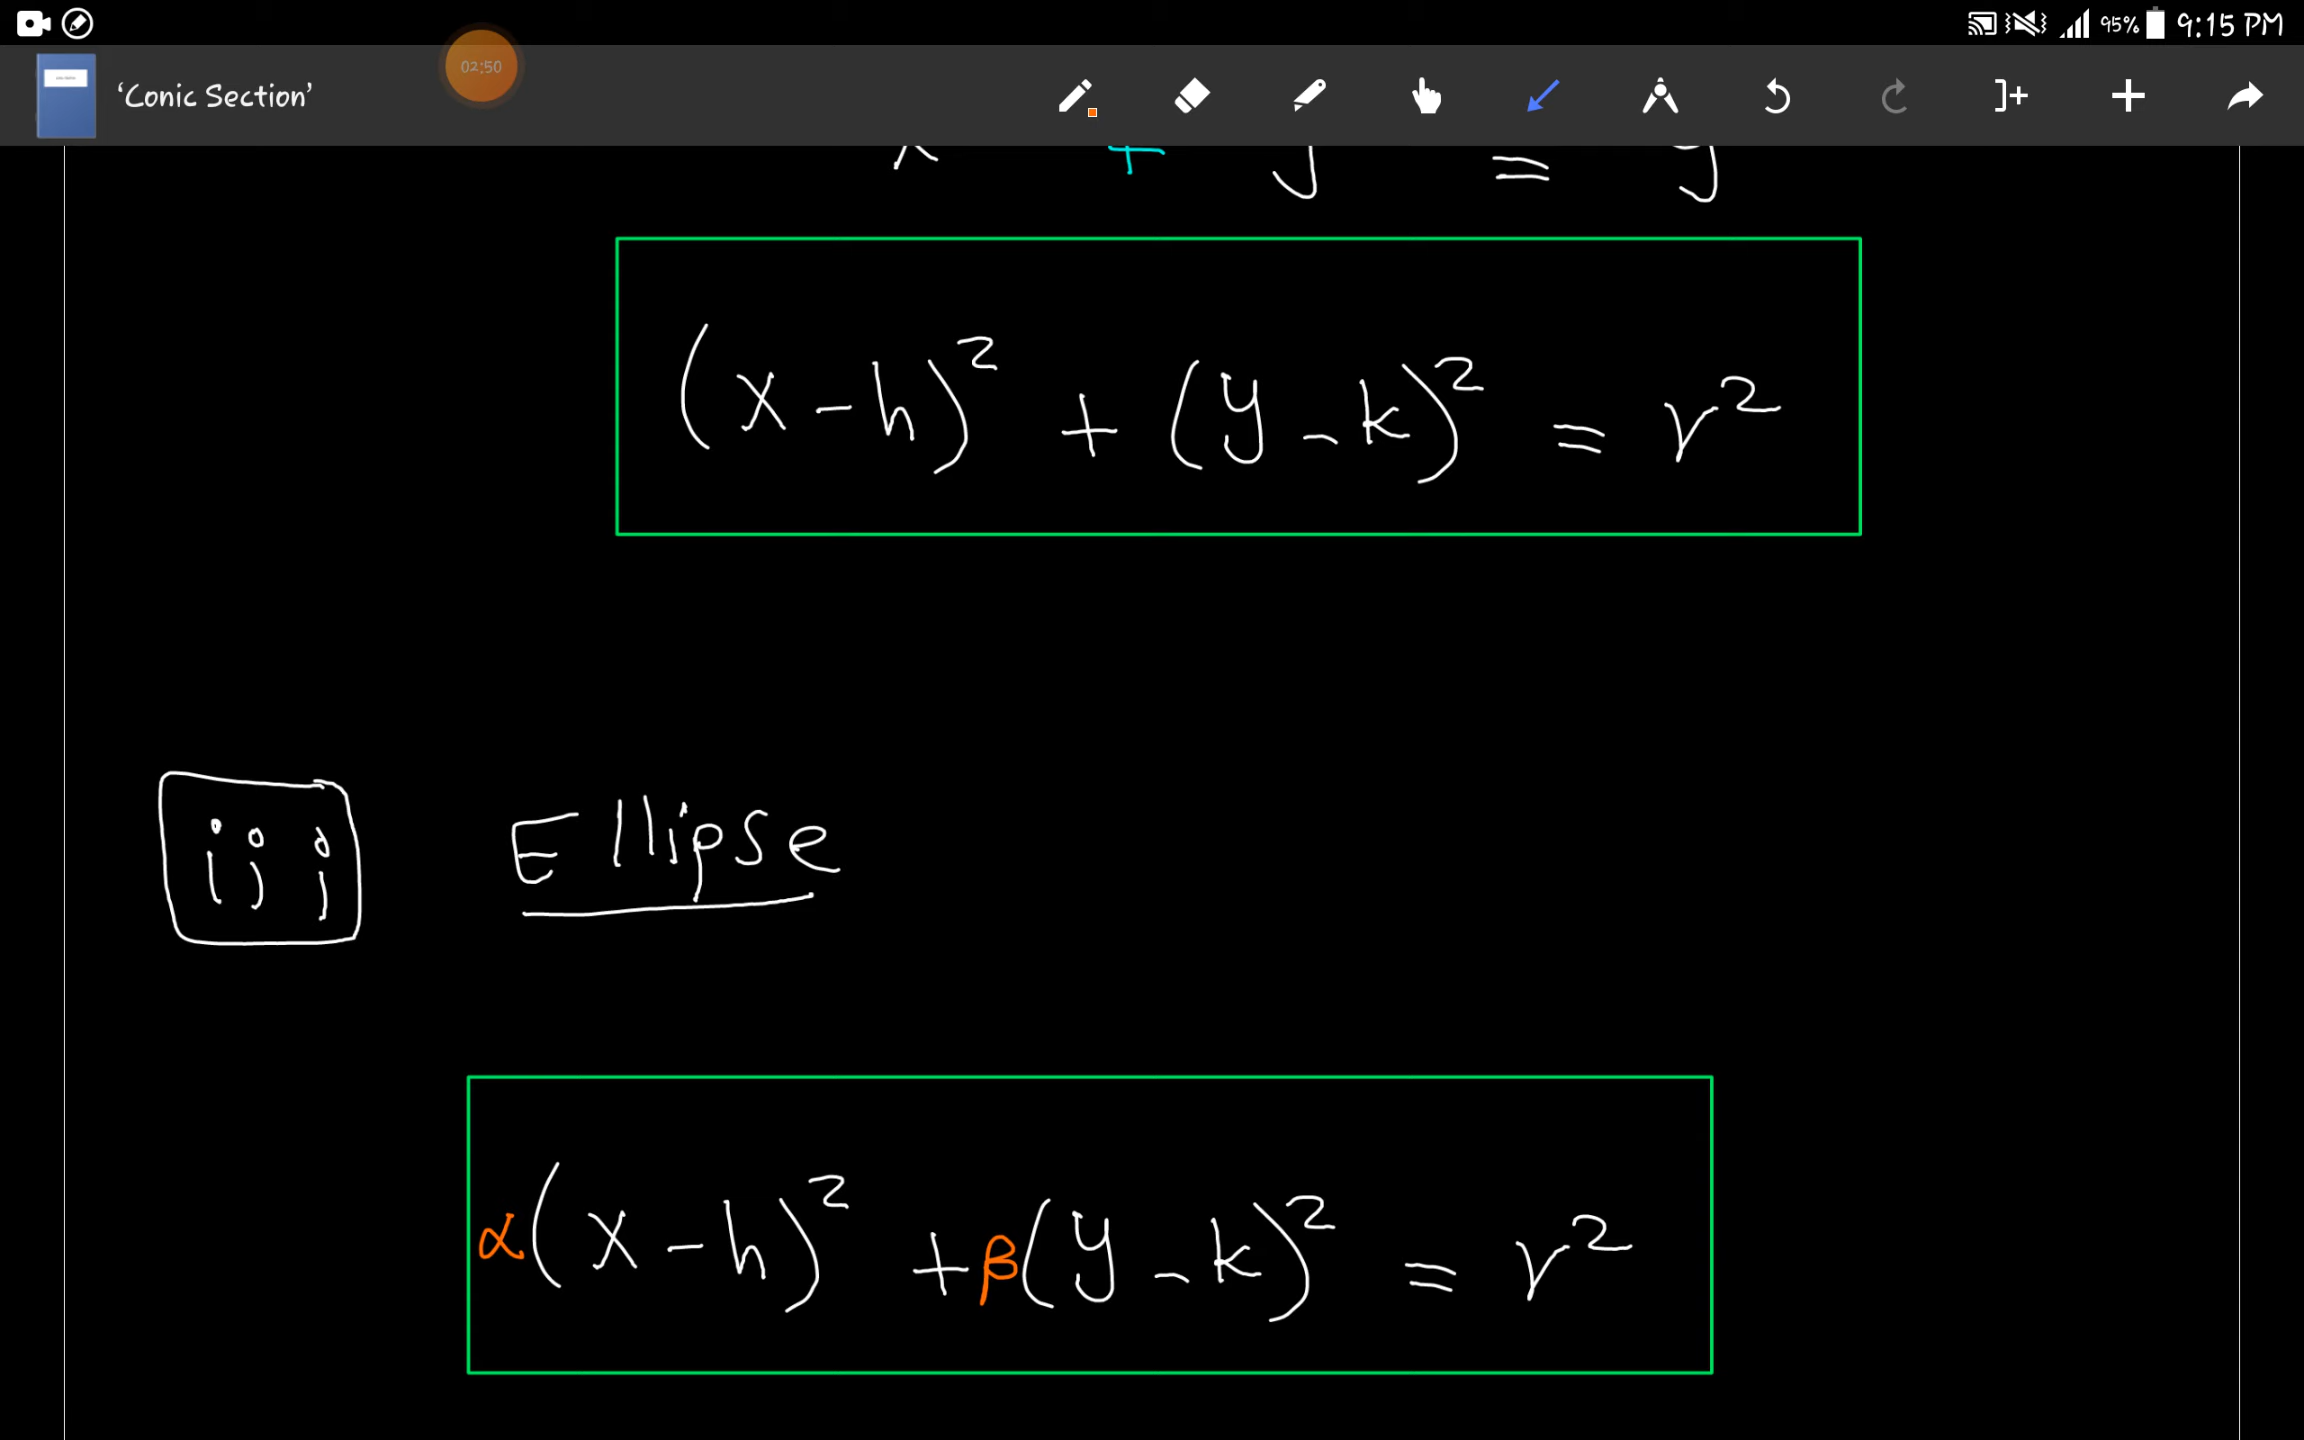 95% 9:15 PM
'Conic Section' 02:50 ]+
x + y = y
(x-h)² + (y-k)² = r²
iii Ellipse
α(x-h)² + β(y-k)² = r²